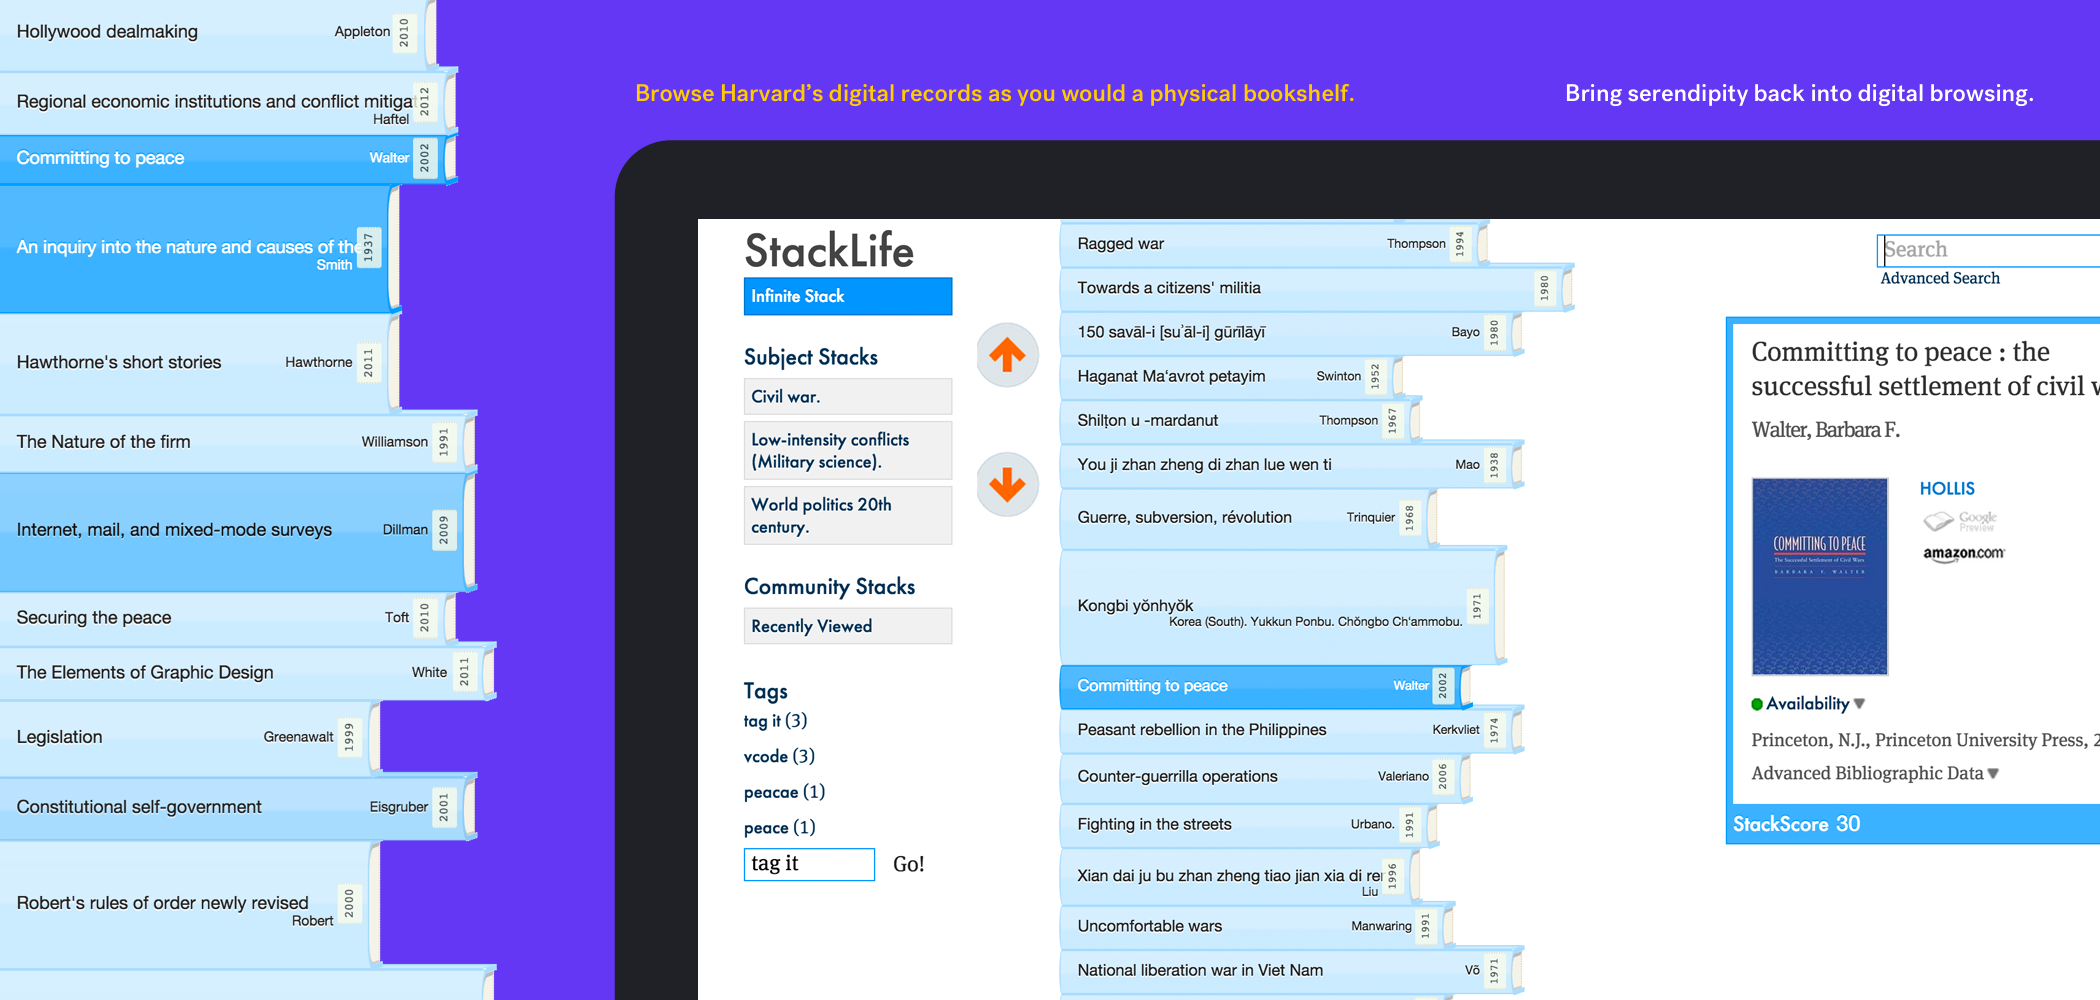 Hollywood dealmaking Appleton 2010
Regional economic institutions and conflict mitigat 2012
Haftel
Committing to peace Walter 2002
An inquiry into the nature and causes of the 1937
Smith
Hawthorne's short stories Hawthorne 2011
The Nature of the firm Williamson 1991
Internet, mail, and mixed-mode surveys Dillman 2009
Securing the peace Toft 2010
The Elements of Graphic Design White 2011
Legislation Greenawalt 1999
Constitutional self-government Eisgruber 2001
Robert's rules of order newly revised 2000
Robert
Browse Harvard's digital records as you would a physical bookshelf.
Bring serendipity back into digital browsing.
StackLife
Infinite Stack
Subject Stacks
Civil war.
Low-intensity conflicts
(Military science).
World politics 20th
century.
Community Stacks
Recently Viewed
Tags
tag it (3)
vcode (3)
peacae (1)
peace (1)
tag it Go!
Ragged war Thompson 1994
Towards a citizens' militia 1980
150 savāl-i [suʾāl-i] gūrīlāyī Bayo 1980
Haganat Maʻavrot petayim Swinton 1952
Shilṭon u -mardanut Thompson 1967
You ji zhan zheng di zhan lue wen ti Mao 1938
Guerre, subversion, révolution Trinquier 1968
Kongbi yŏnhyŏk 1971
Korea (South). Yukkun Ponbu. Chŏngbo Ch'ammobu.
Committing to peace Walter 2002
Peasant rebellion in the Philippines Kerkvliet 1974
Counter-guerrilla operations Valeriano 2006
Fighting in the streets Urbano. 1991
Xian dai ju bu zhan zheng tiao jian xia di ren 1996
Liu
Uncomfortable wars Manwaring 1991
National liberation war in Viet Nam Võ 1971
Search
Advanced Search
Committing to peace : the
successful settlement of civil w
Walter, Barbara F.
COMMITTING TO PEACE
The Successful Settlement of Civil Wars
BARBARA F. WALTER
HOLLIS
Google
Preview
amazon.com
Availability
Princeton, N.J., Princeton University Press, 2
Advanced Bibliographic Data
StackScore 30